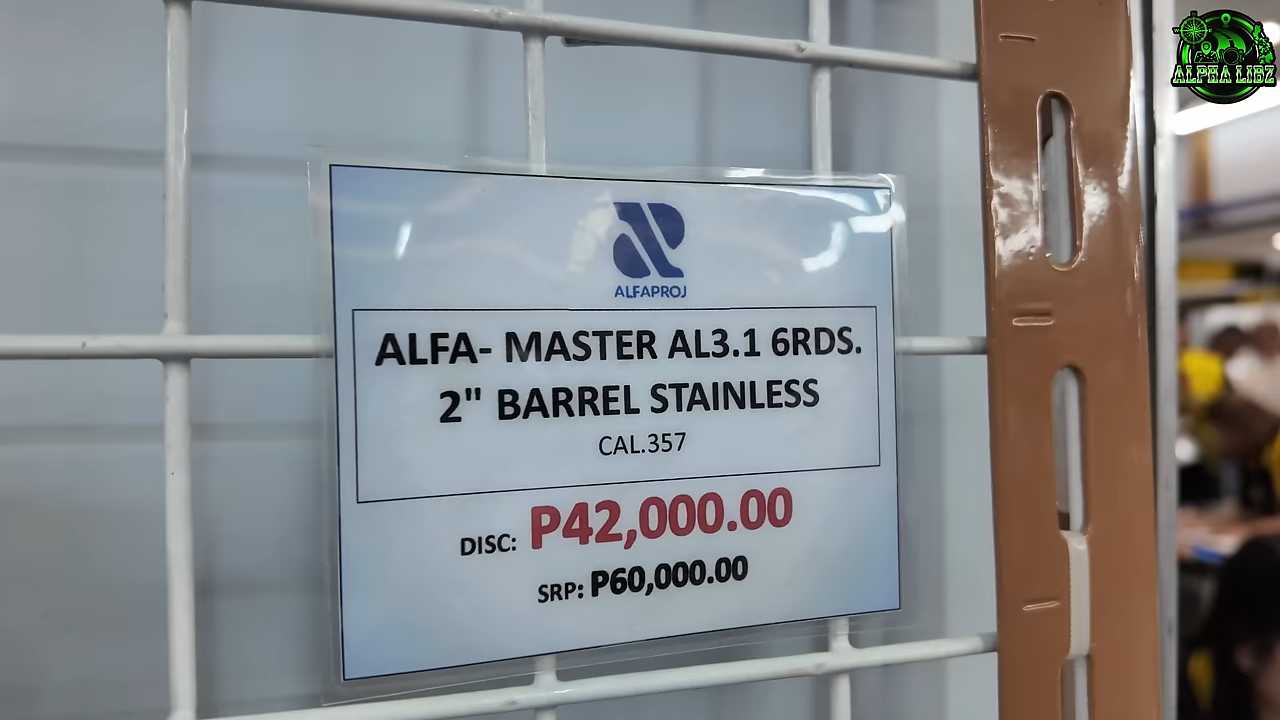 ALPHA LIBZ
ALFAPROJ
ALFA- MASTER AL3.1 6RDS.
2" BARREL STAINLESS
CAL.357
DISC: P42,000.00
SRP: P60,000.00